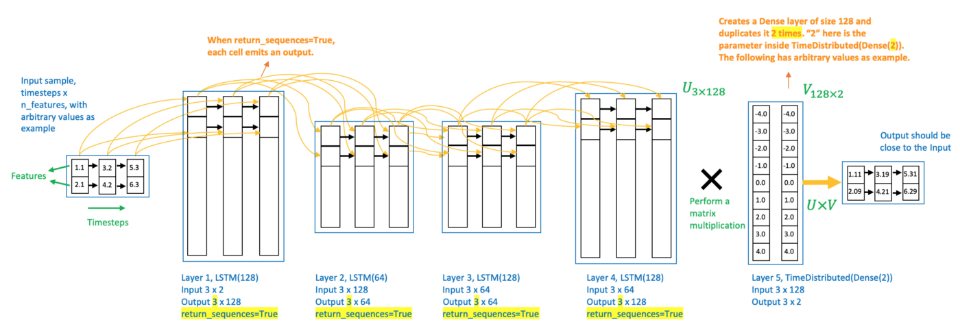 Creates a Dense layer of size 128 and
duplicates it 2 times. "2" here is the
parameter inside TimeDistributed(Dense(2)).
The following has arbitrary values as example.
When return_sequences=True,
each cell emits an output.
Input sample,
timesteps x
n_features, with
arbitrary values as
example
Features
1.1 3.2 5.3
2.1 4.2 6.3
Timesteps
U3×128
V128×2
-4.0 -4.0
-3.0 -3.0
-2.0 -2.0
-1.0 -1.0
0.0 0.0
1.0 1.0
2.0 2.0
3.0 3.0
4.0 4.0
×
Perform a
matrix
multiplication
U×V
Output should be
close to the Input
1.11 3.19 5.31
2.09 4.21 6.29
Layer 1, LSTM(128)
Input 3 x 2
Output 3 x 128
return_sequences=True
Layer 2, LSTM(64)
Input 3 x 128
Output 3 x 64
return_sequences=True
Layer 3, LSTM(128)
Input 3 x 64
Output 3 x 64
return_sequences=True
Layer 4, LSTM(128)
Input 3 x 64
Output 3 x 128
return_sequences=True
Layer 5, TimeDistributed(Dense(2))
Input 3 x 128
Output 3 x 2